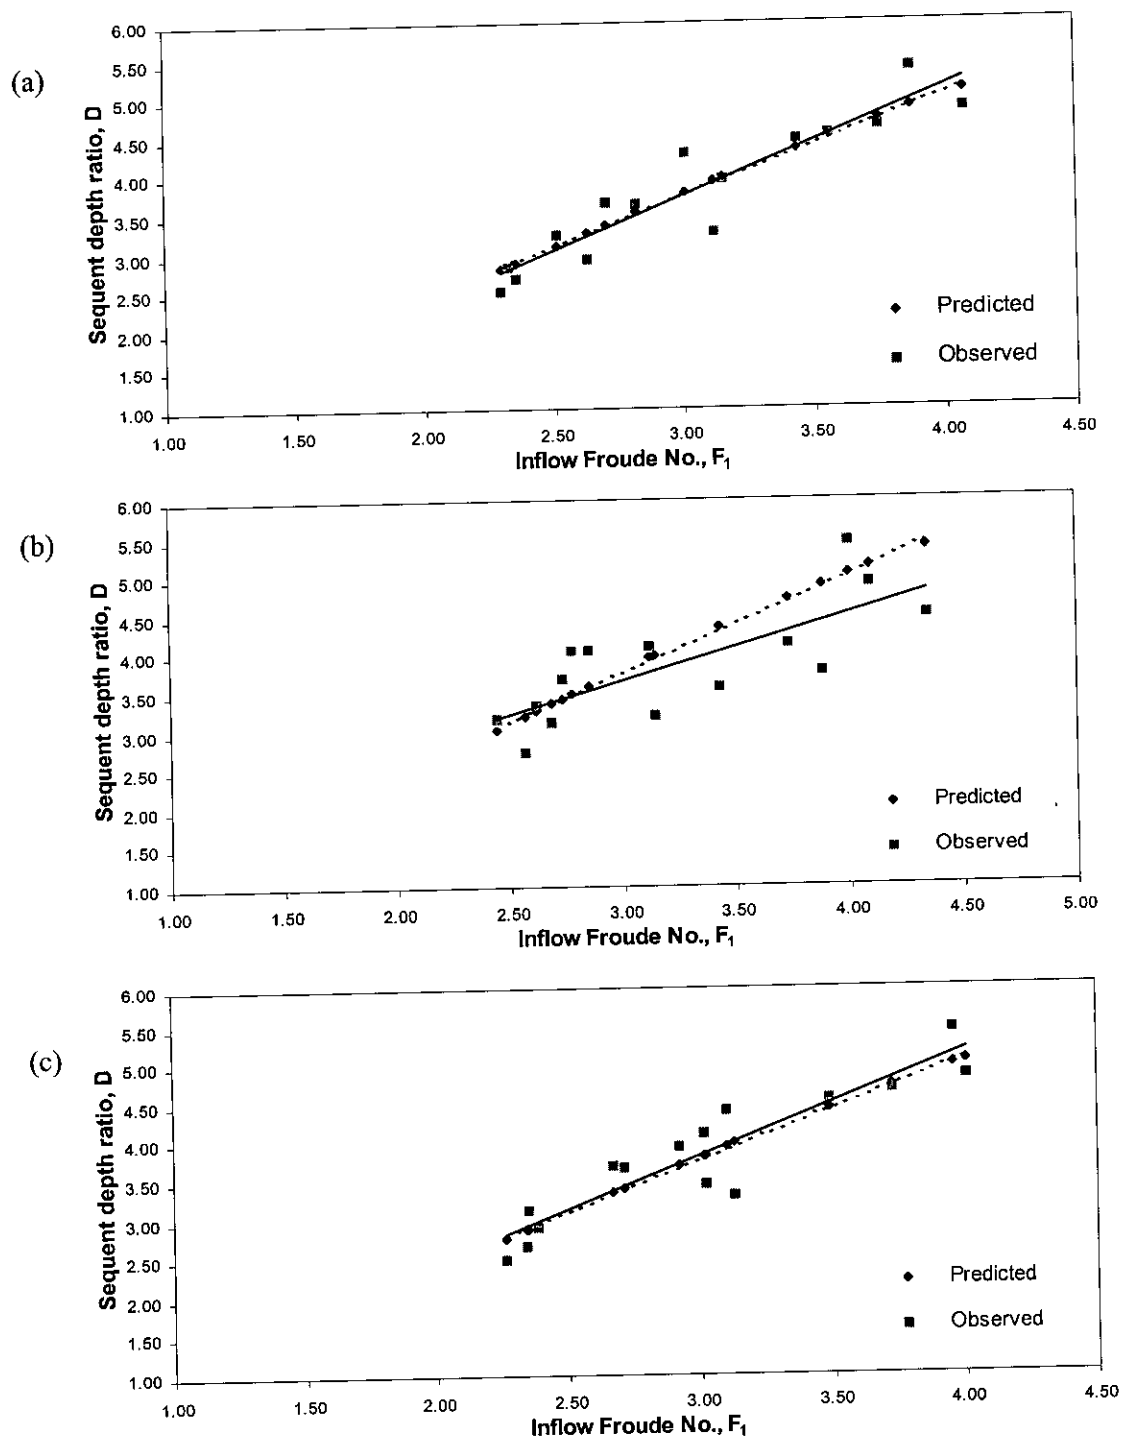 (a)
Sequent depth ratio, D
6.00
5.50
5.00
4.50
4.00
3.50
3.00
2.50
2.00
1.50
1.00
Predicted
Observed
1.00 1.50 2.00 2.50 3.00 3.50 4.00 4.50
Inflow Froude No., F₁
(b)
Sequent depth ratio, D
6.00
5.50
5.00
4.50
4.00
3.50
3.00
2.50
2.00
1.50
1.00
Predicted
Observed
1.00 1.50 2.00 2.50 3.00 3.50 4.00 4.50 5.00
Inflow Froude No., F₁
(c)
Sequent depth ratio, D
6.00
5.50
5.00
4.50
4.00
3.50
3.00
2.50
2.00
1.50
1.00
Predicted
Observed
1.00 1.50 2.00 2.50 3.00 3.50 4.00 4.50
Inflow Froude No., F₁